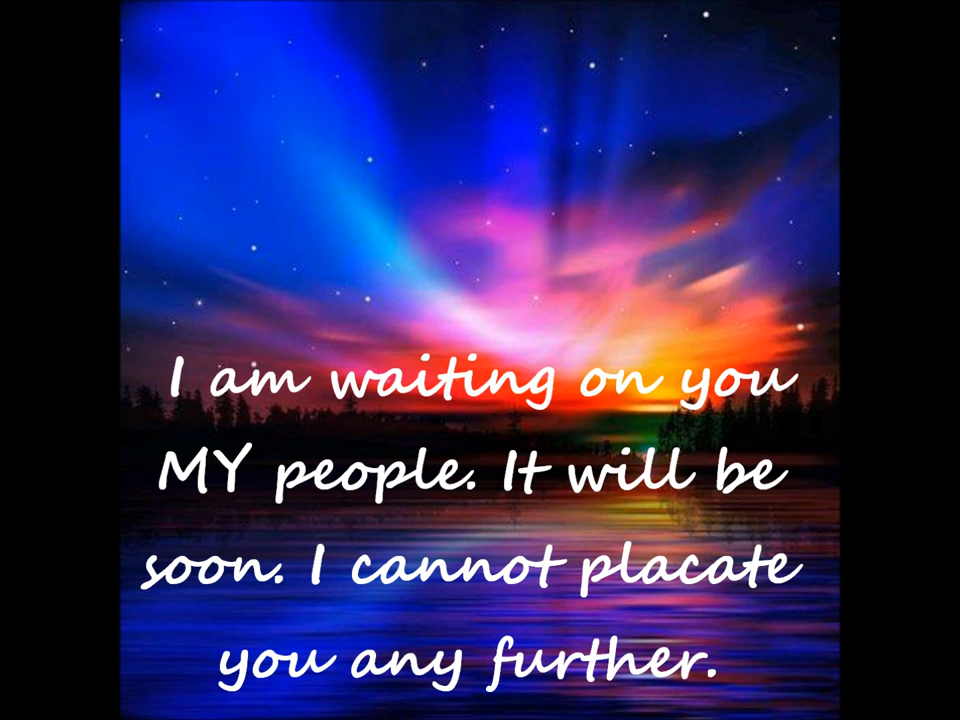 I am waiting on you
MY people. It will be
soon. I cannot placate
you any further.